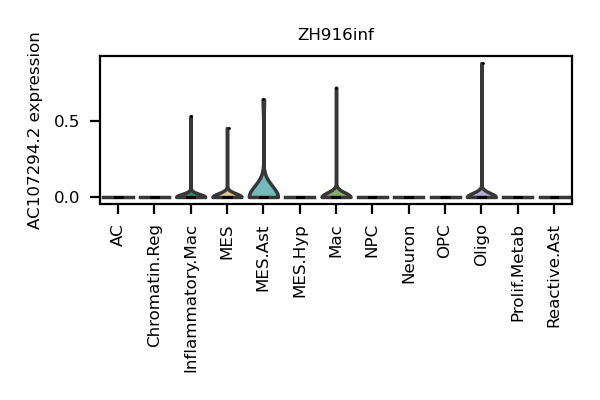 ZH916inf
AC107294.2 expression
0.5
0.0
AC
Chromatin.Reg
Inflammatory.Mac
MES
MES.Ast
MES.Hyp
Mac
NPC
Neuron
OPC
Oligo
Prolif.Metab
Reactive.Ast